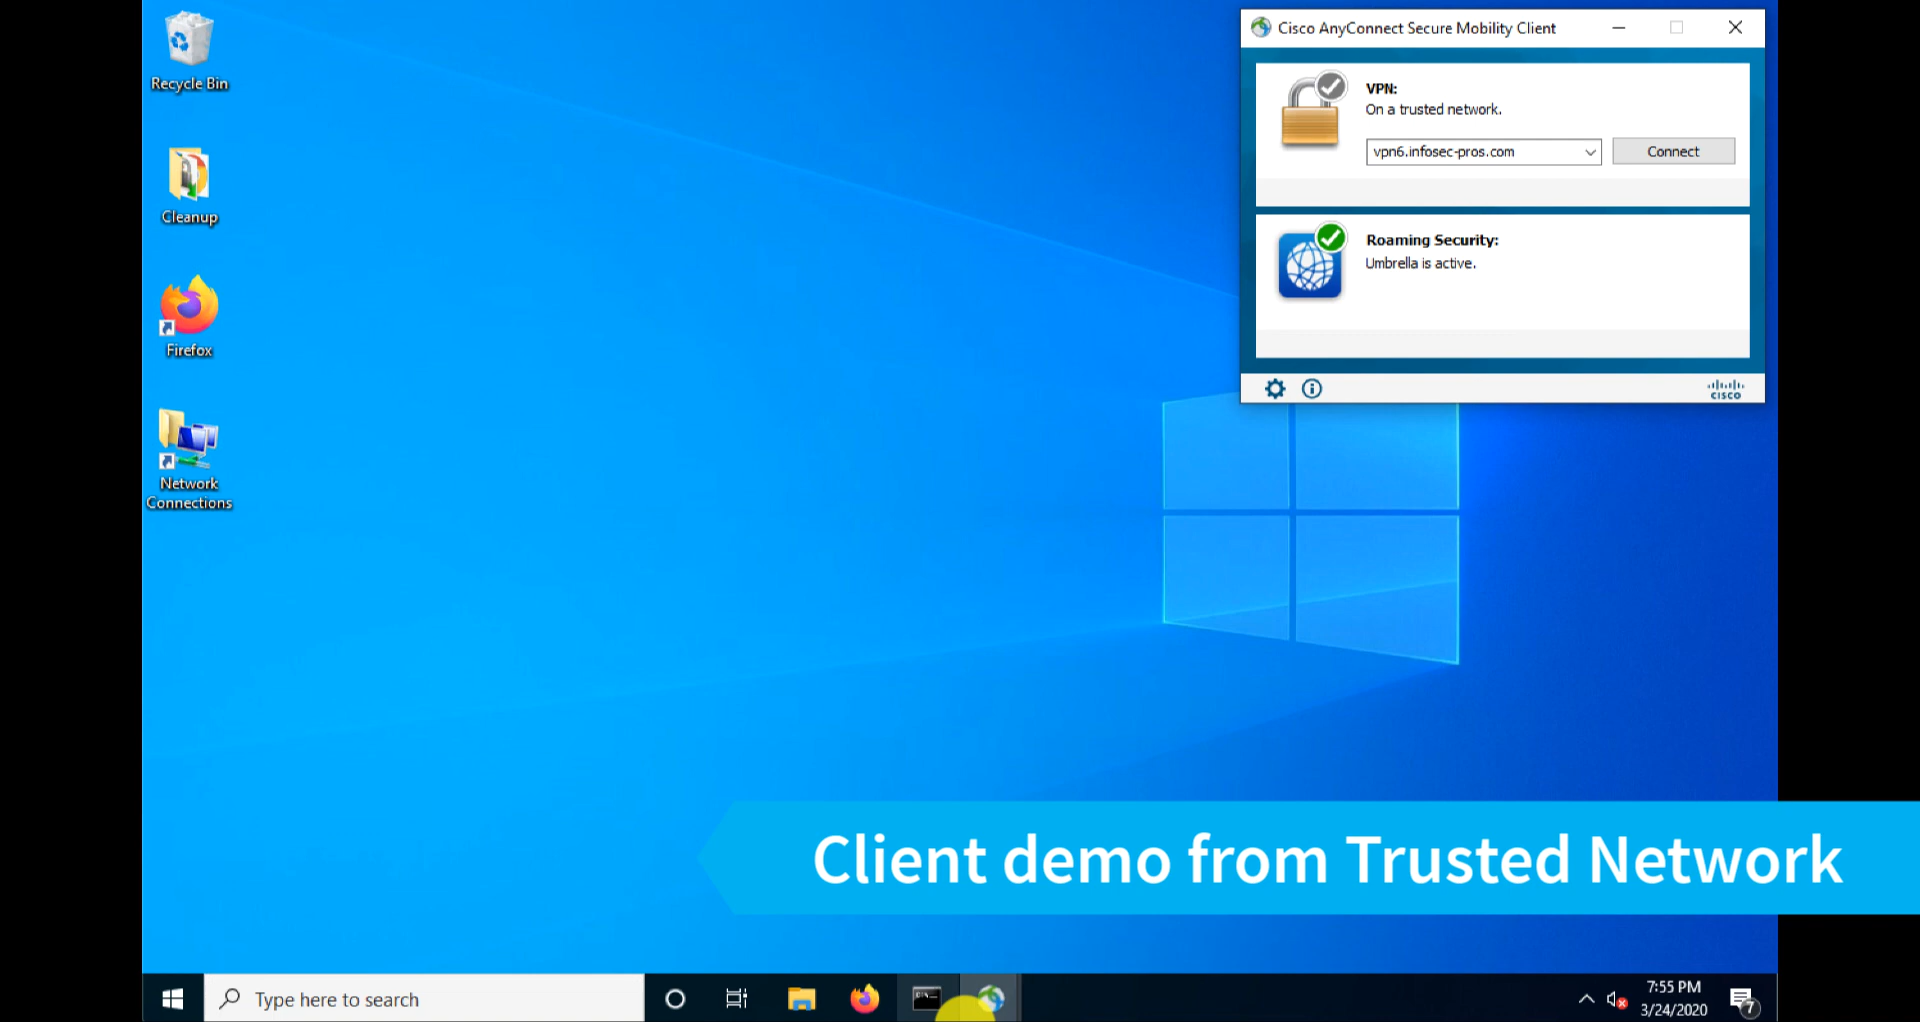 Recycle Bin
Cleanup
Firefox
Network
Connections
Cisco AnyConnect Secure Mobility Client
VPN:
On a trusted network.
vpn6.infosec-pros.com
Connect
Roaming Security:
Umbrella is active.
CISCO
Client demo from Trusted Network
Type here to search
7:55 PM
3/24/2020
7